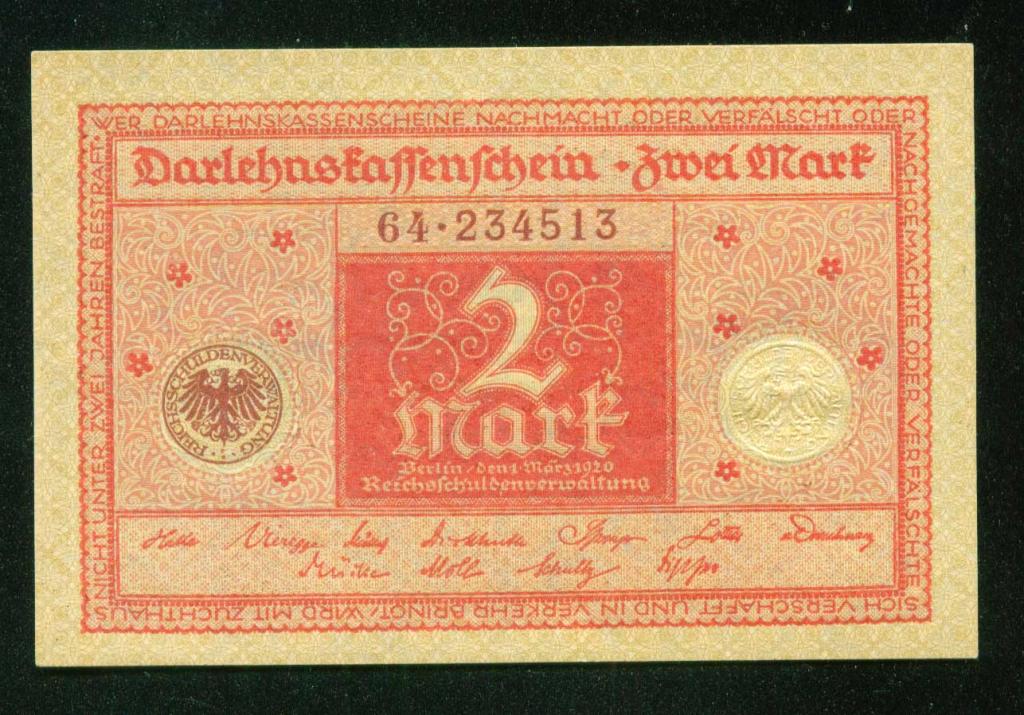 WER DARLEHNSKASSENSCHEINE NACHMACHT ODER VERFÄLSCHT ODER
NACHGEMACHTE ODER VERFÄLSCHTE
SICH VERSCHAFFT UND IN VERKEHR BRINGT, WIRD MIT ZUCHTHAUS
NICHT UNTER ZWEI JAHREN BESTRAFT·
Darlehnskassenschein · Zwei Mark
64·234513
2
Mark
Berlin, den 1. März 1920
Reichsschuldenverwaltung
REICHSSCHULDENVERWALTUNG